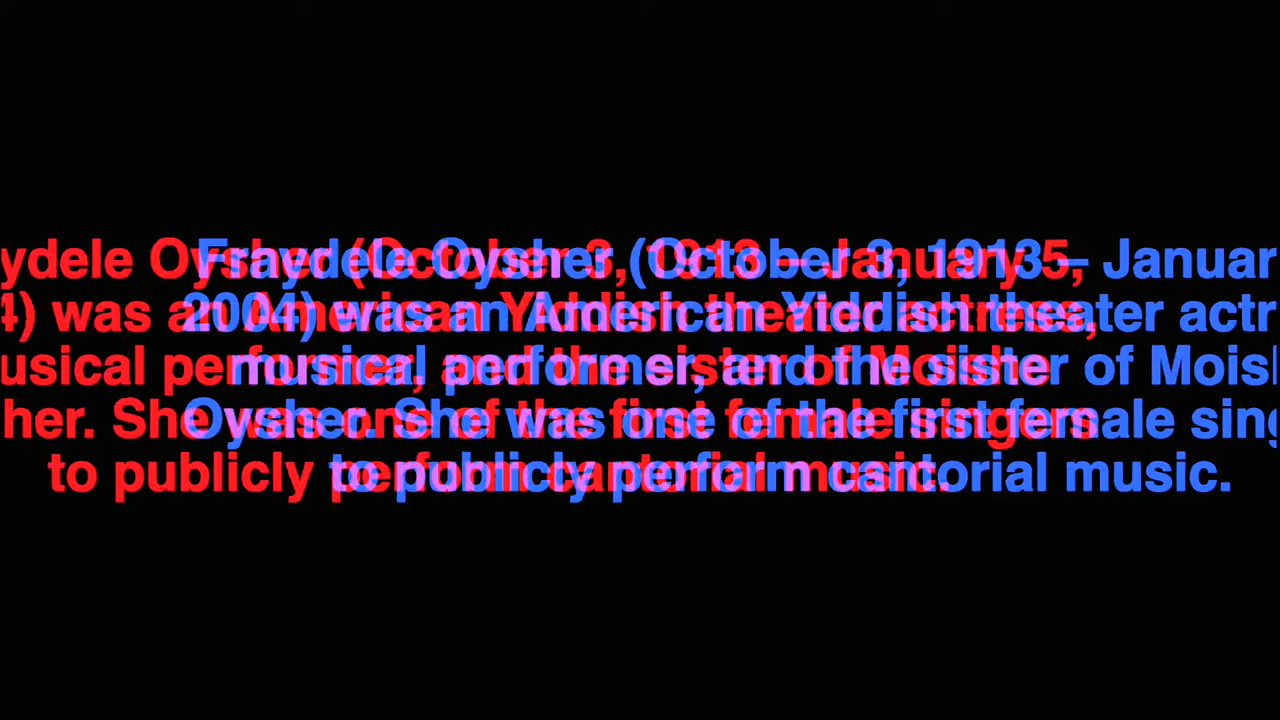 Fraydele Oysher (October 3, 1913 – January 5,
2004) was an American Yiddish theater actress,
musical performer, and the sister of Moishe
Oysher. She was one of the first female singers
to publicly perform cantorial music.